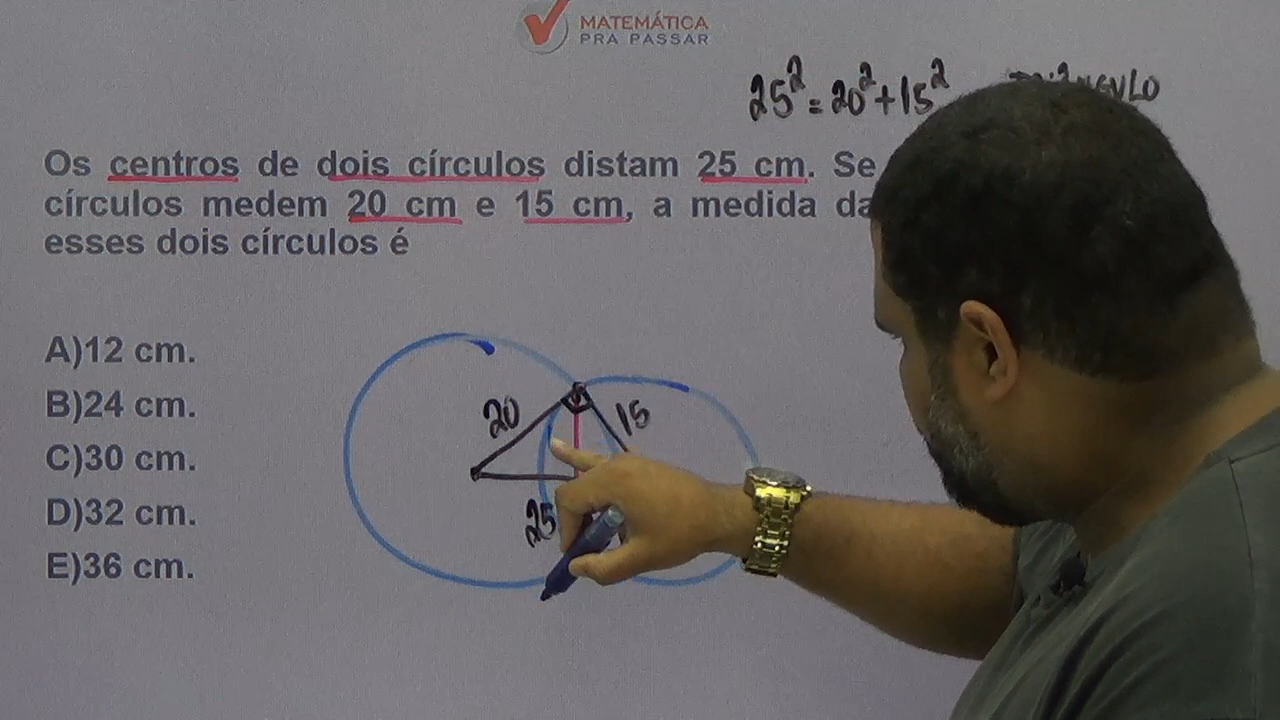 MATEMÁTICA
PRA PASSAR
25² = 20² + 15²
Os centros de dois círculos distam 25 cm. Se
círculos medem 20 cm e 15 cm, a medida da
esses dois círculos é
A)12 cm.
B)24 cm.
C)30 cm.
D)32 cm.
E)36 cm.
20
15
25